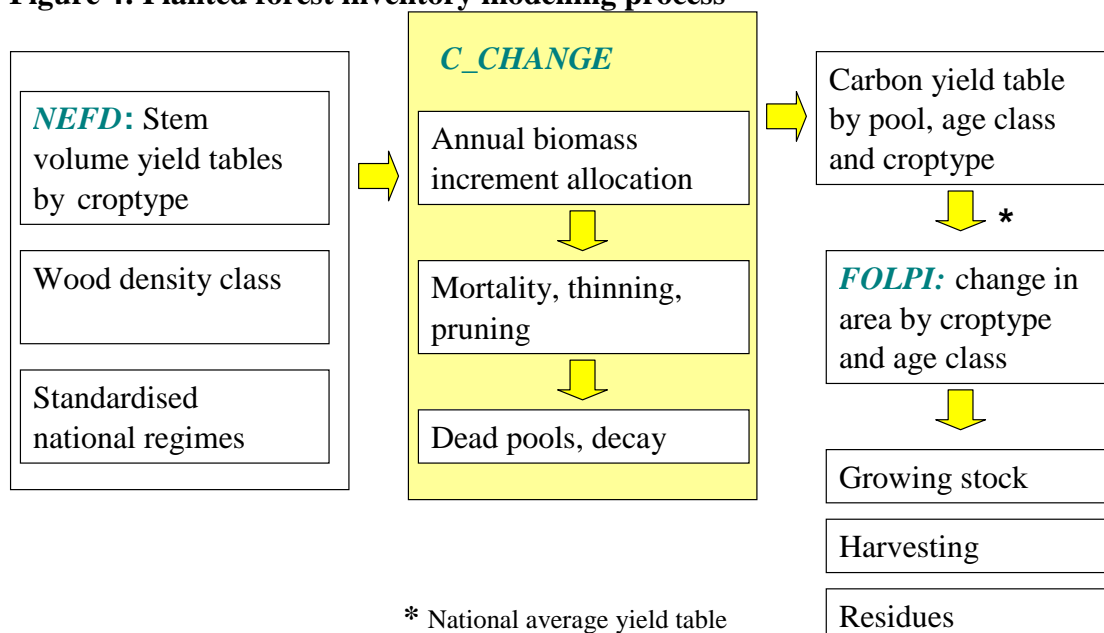 Figure 4: Planted forest inventory modelling process
NEFD: Stem
volume yield tables
by croptype
Wood density class
Standardised
national regimes
C_CHANGE
Annual biomass
increment allocation
Mortality, thinning,
pruning
Dead pools, decay
Carbon yield table
by pool, age class
and croptype
*
FOLPI: change in
area by croptype
and age class
Growing stock
Harvesting
Residues
* National average yield table